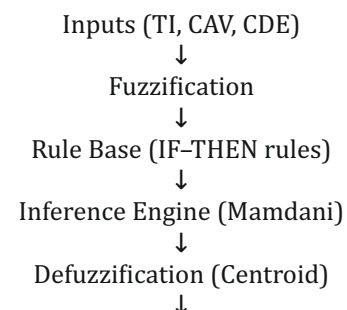 Inputs (TI, CAV, CDE)
↓
Fuzzification
↓
Rule Base (IF–THEN rules)
↓
Inference Engine (Mamdani)
↓
Defuzzification (Centroid)
↓